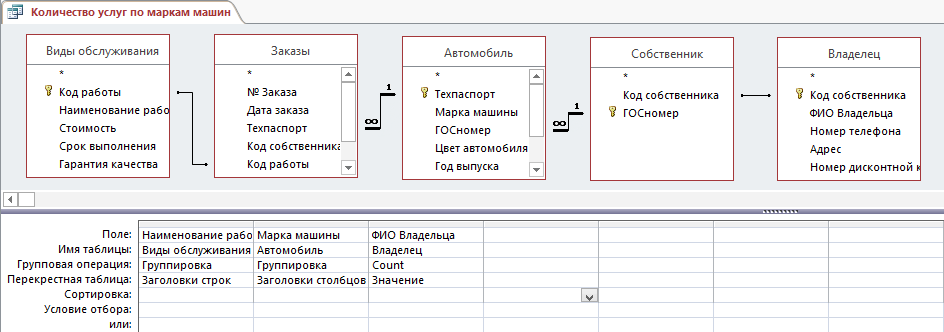 Количество услуг по маркам машин
Виды обслуживания
*
Код работы
Наименование рабо
Стоимость
Срок выполнения
Гарантия качества
Заказы
*
№ Заказа
Дата заказа
Техпаспорт
Код собственника
Код работы
∞
1
Автомобиль
*
Техпаспорт
Марка машины
ГОСномер
Цвет автомобиля
Год выпуска
∞
1
Собственник
*
Код собственника
ГОСномер
Владелец
*
Код собственника
ФИО Владельца
Номер телефона
Адрес
Номер дисконтной к
Поле: Наименование рабо Марка машины ФИО Владельца
Имя таблицы: Виды обслуживания Автомобиль Владелец
Групповая операция: Группировка Группировка Count
Перекрестная таблица: Заголовки строк Заголовки столбцов Значение
Сортировка:
Условие отбора:
или: